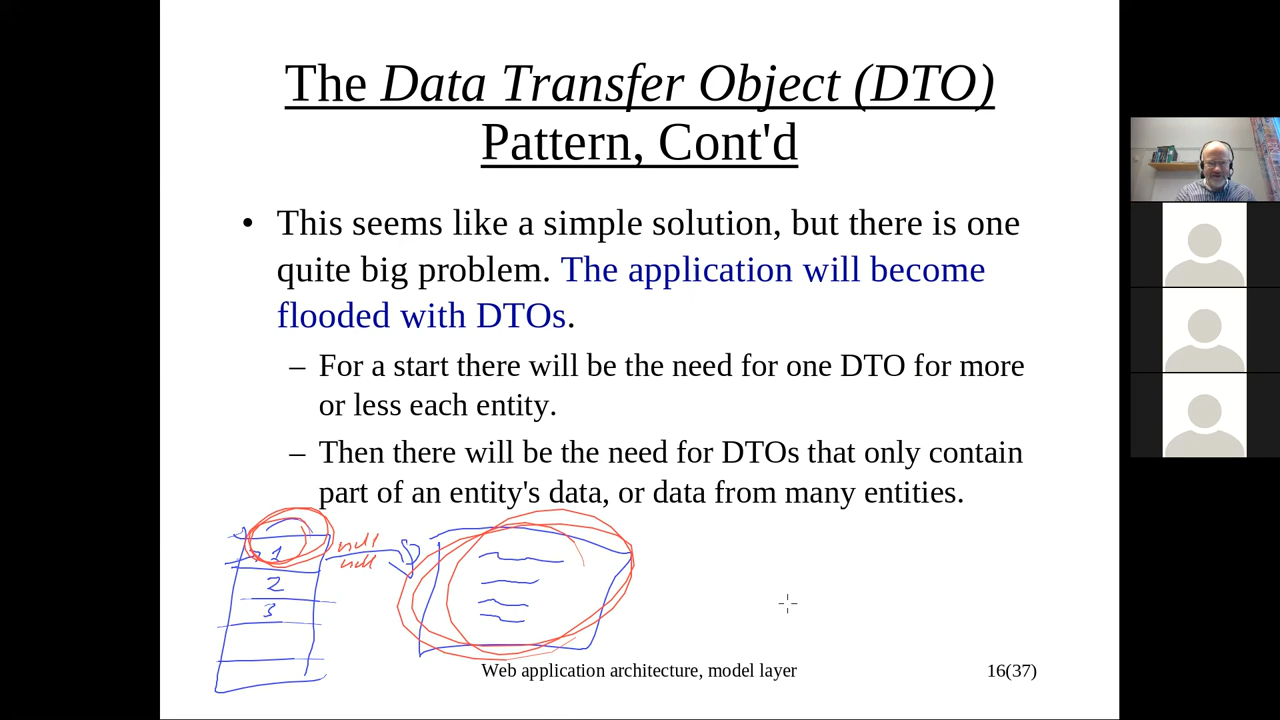 The Data Transfer Object (DTO)
Pattern, Cont'd
• This seems like a simple solution, but there is one
quite big problem. The application will become
flooded with DTOs.
– For a start there will be the need for one DTO for more
or less each entity.
– Then there will be the need for DTOs that only contain
part of an entity's data, or data from many entities.
null
null
1
2
3
Web application architecture, model layer
16(37)